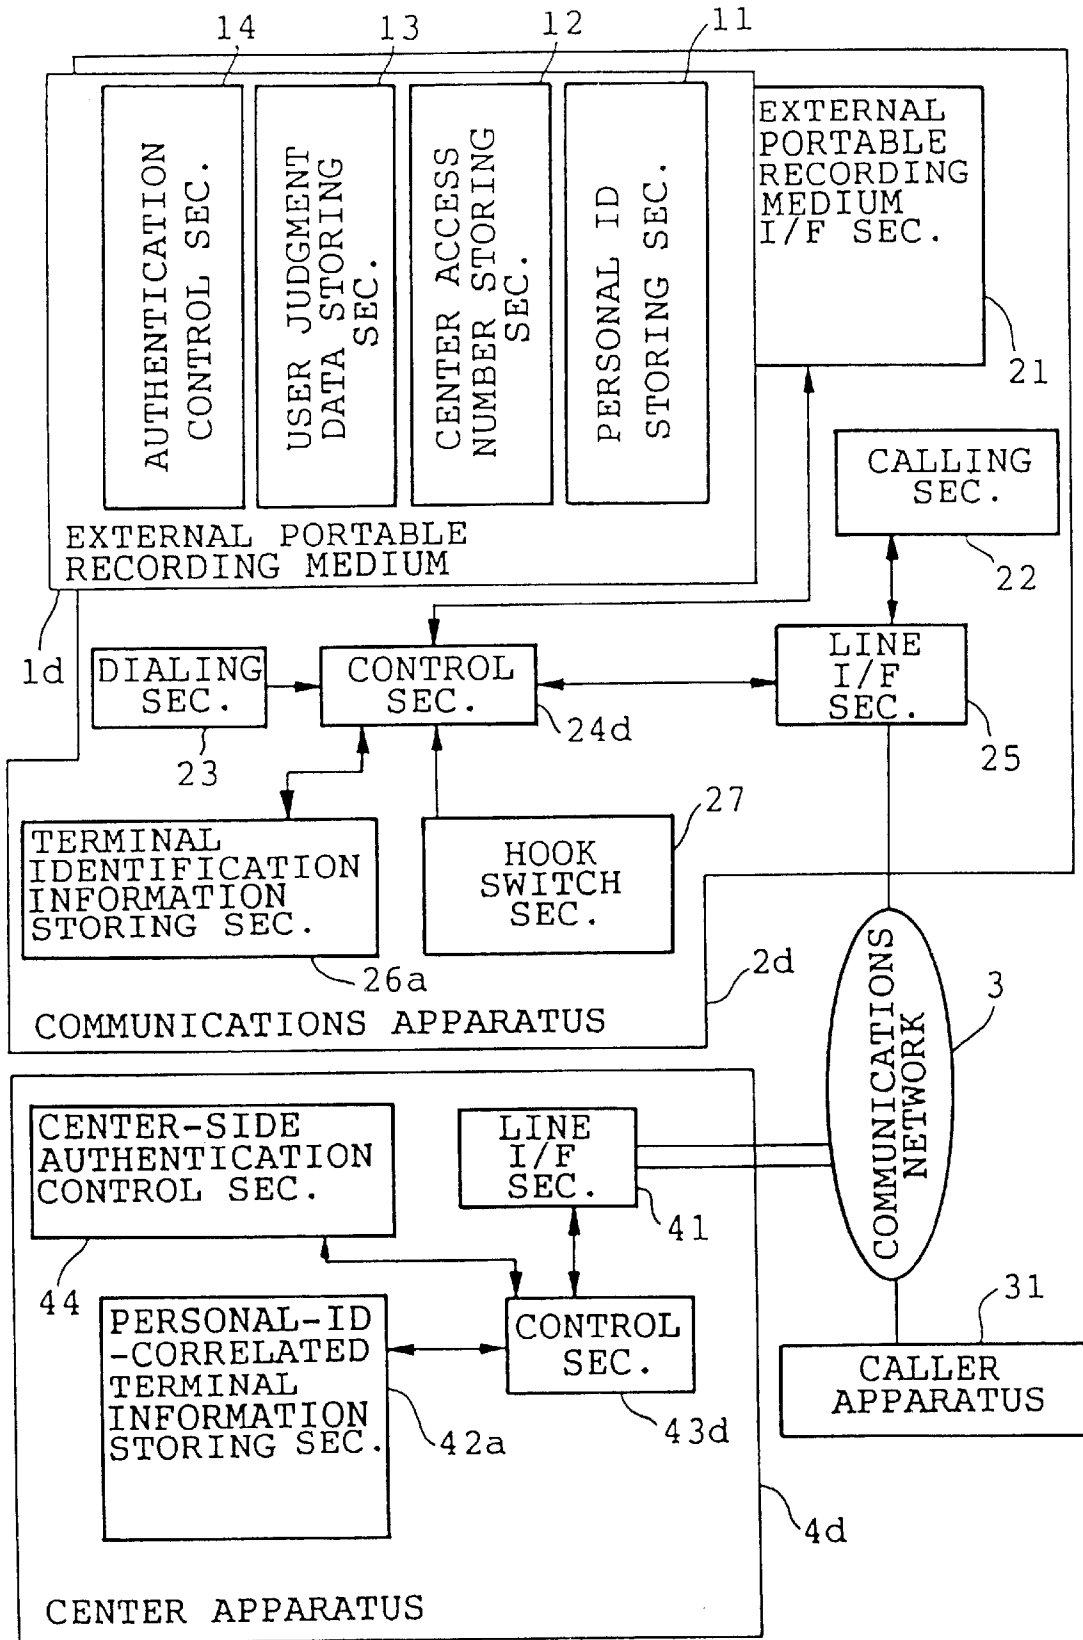 14
13
12
11
AUTHENTICATION
CONTROL SEC.
USER JUDGMENT
DATA STORING
SEC.
CENTER ACCESS
NUMBER STORING
SEC.
PERSONAL ID
STORING SEC.
EXTERNAL
PORTABLE
RECORDING
MEDIUM
I/F SEC.
21
EXTERNAL PORTABLE
RECORDING MEDIUM
1d
CALLING
SEC.
22
DIALING
SEC.
23
CONTROL
SEC.
24d
LINE
I/F
SEC.
25
TERMINAL
IDENTIFICATION
INFORMATION
STORING SEC.
26a
HOOK
SWITCH
SEC.
27
2d
COMMUNICATIONS APPARATUS
COMMUNICATIONS
NETWORK
3
CENTER-SIDE
AUTHENTICATION
CONTROL SEC.
44
LINE
I/F
SEC.
41
PERSONAL-ID
-CORRELATED
TERMINAL
INFORMATION
STORING SEC.
42a
CONTROL
SEC.
43d
31
CALLER
APPARATUS
4d
CENTER APPARATUS